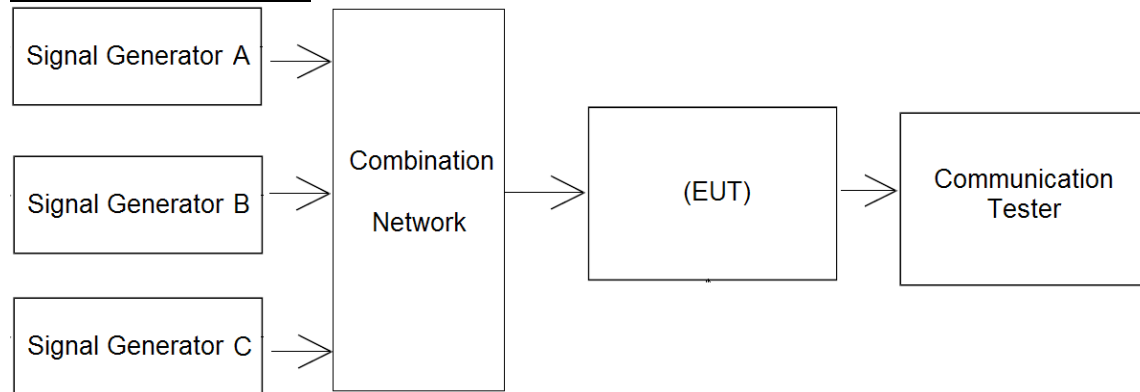 Signal Generator A
Signal Generator B
Signal Generator C
Combination
Network
(EUT)
Communication
Tester